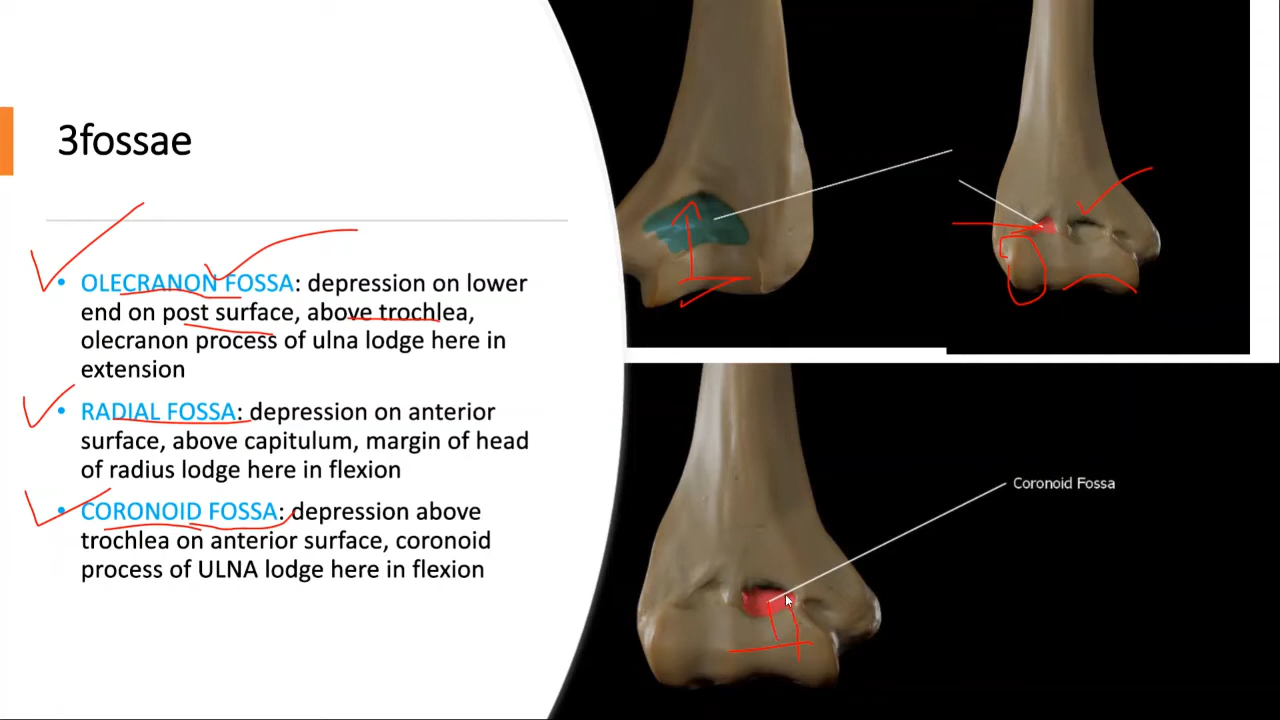 3fossae
• OLECRANON FOSSA: depression on lower
end on post surface, above trochlea,
olecranon process of ulna lodge here in
extension
• RADIAL FOSSA: depression on anterior
surface, above capitulum, margin of head
of radius lodge here in flexion
• CORONOID FOSSA: depression above
trochlea on anterior surface, coronoid
process of ULNA lodge here in flexion
Coronoid Fossa